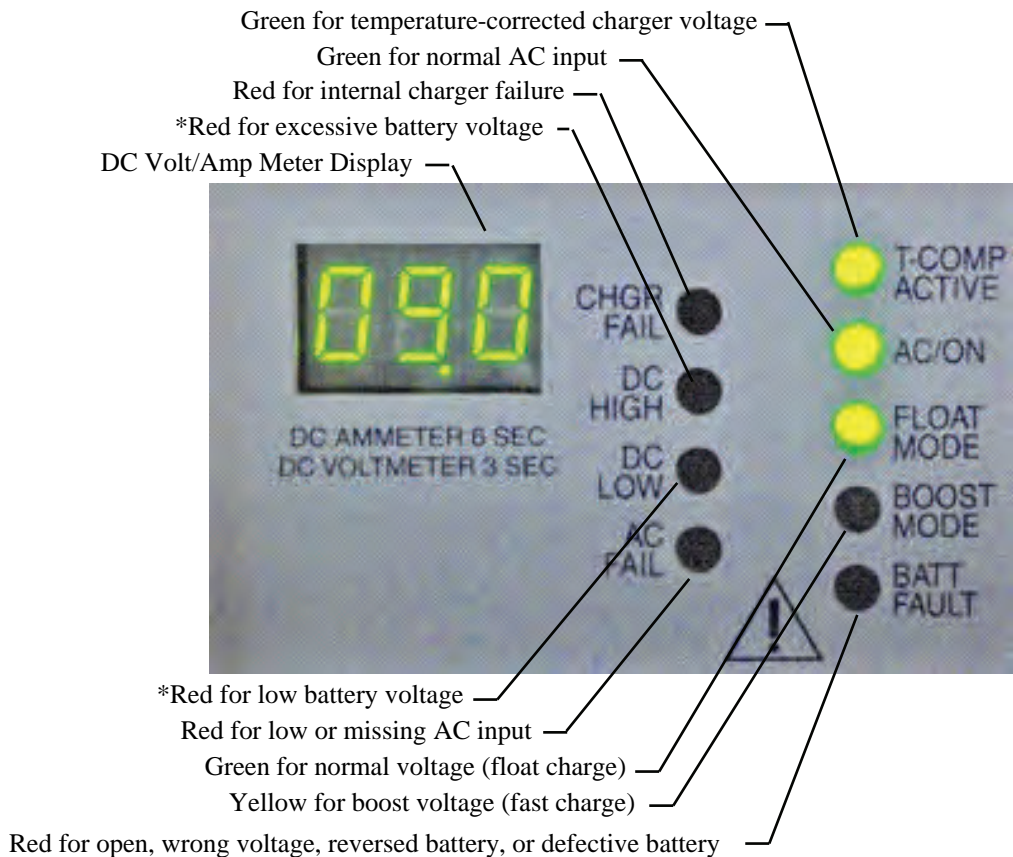 Green for temperature-corrected charger voltage
Green for normal AC input
Red for internal charger failure
*Red for excessive battery voltage
DC Volt/Amp Meter Display
09.0
DC AMMETER 6 SEC
DC VOLTMETER 3 SEC
CHGR
FAIL
DC
HIGH
DC
LOW
AC
FAIL
T-COMP
ACTIVE
AC/ON
FLOAT
MODE
BOOST
MODE
BATT
FAULT
!
*Red for low battery voltage
Red for low or missing AC input
Green for normal voltage (float charge)
Yellow for boost voltage (fast charge)
Red for open, wrong voltage, reversed battery, or defective battery